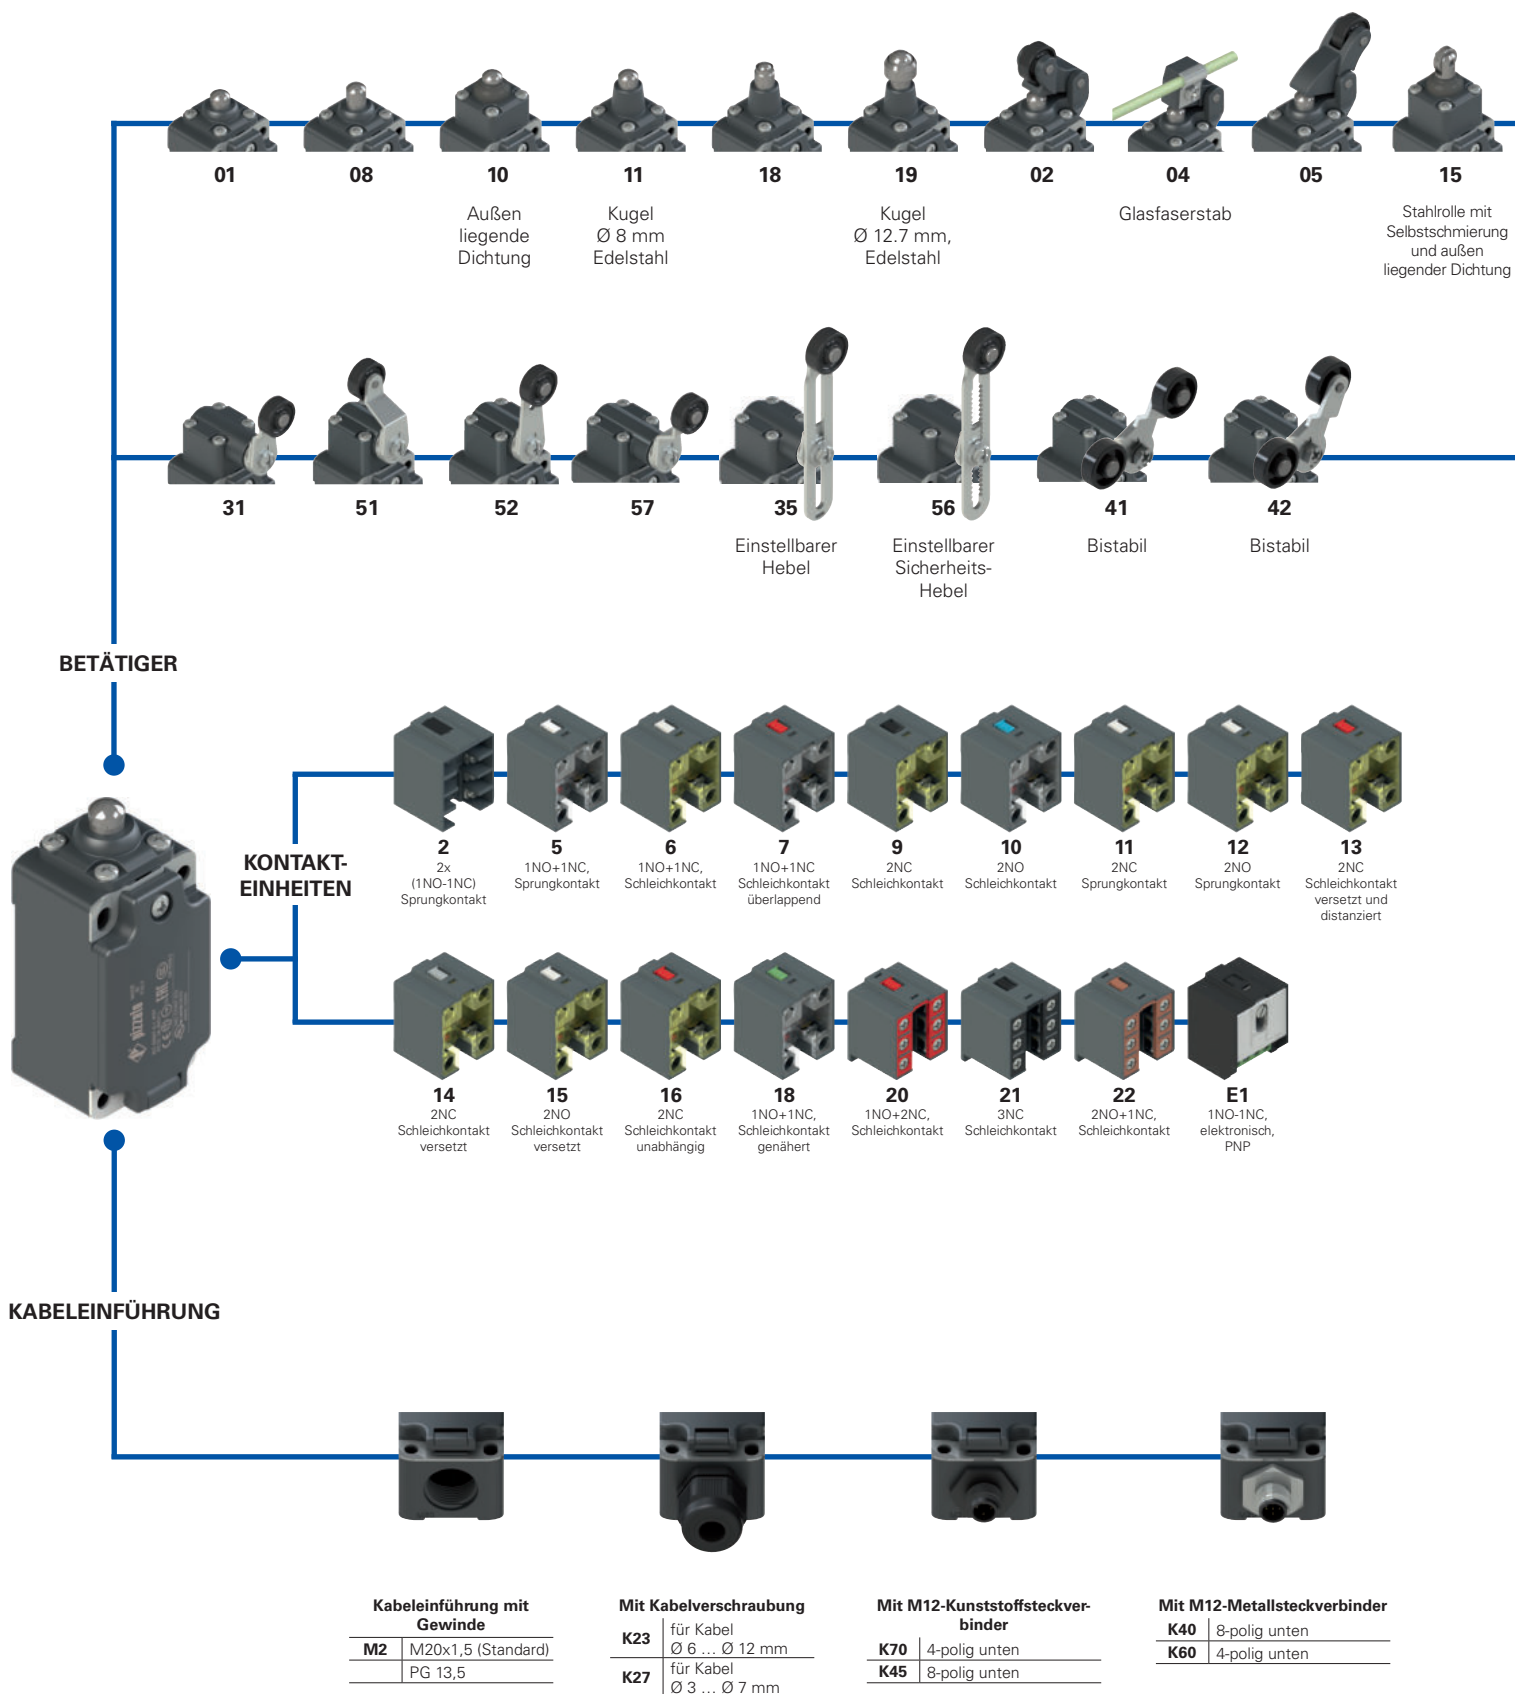 01 08 10 11 18 19 02 04 05 15
Außen
liegende
Dichtung
Kugel
Ø 8 mm
Edelstahl
Kugel
Ø 12.7 mm,
Edelstahl
Glasfaserstab
Stahlrolle mit
Selbstschmierung
und außen
liegender Dichtung
31 51 52 57 35 56 41 42
Einstellbarer
Hebel
Einstellbarer
Sicherheits-
Hebel
Bistabil
Bistabil
BETÄTIGER
KONTAKT-
EINHEITEN
2
2x
(1NO-1NC)
Sprungkontakt
5
1NO+1NC,
Sprungkontakt
6
1NO+1NC,
Schleichkontakt
7
1NO+1NC
Schleichkontakt
überlappend
9
2NC
Schleichkontakt
10
2NO
Schleichkontakt
11
2NC
Sprungkontakt
12
2NO
Sprungkontakt
13
2NC
Schleichkontakt
versetzt und
distanziert
pizzato
14
2NC
Schleichkontakt
versetzt
15
2NO
Schleichkontakt
versetzt
16
2NC
Schleichkontakt
unabhängig
18
1NO+1NC,
Schleichkontakt
genähert
20
1NO+2NC,
Schleichkontakt
21
3NC
Schleichkontakt
22
2NO+1NC,
Schleichkontakt
E1
1NO-1NC,
elektronisch,
PNP
KABELEINFÜHRUNG
Kabeleinführung mit
Gewinde
M2 M20x1,5 (Standard)
PG 13,5
Mit Kabelverschraubung
K23 für Kabel
Ø 6 … Ø 12 mm
K27 für Kabel
Ø 3 … Ø 7 mm
Mit M12-Kunststoffsteckver-
binder
K70 4-polig unten
K45 8-polig unten
Mit M12-Metallsteckverbinder
K40 8-polig unten
K60 4-polig unten